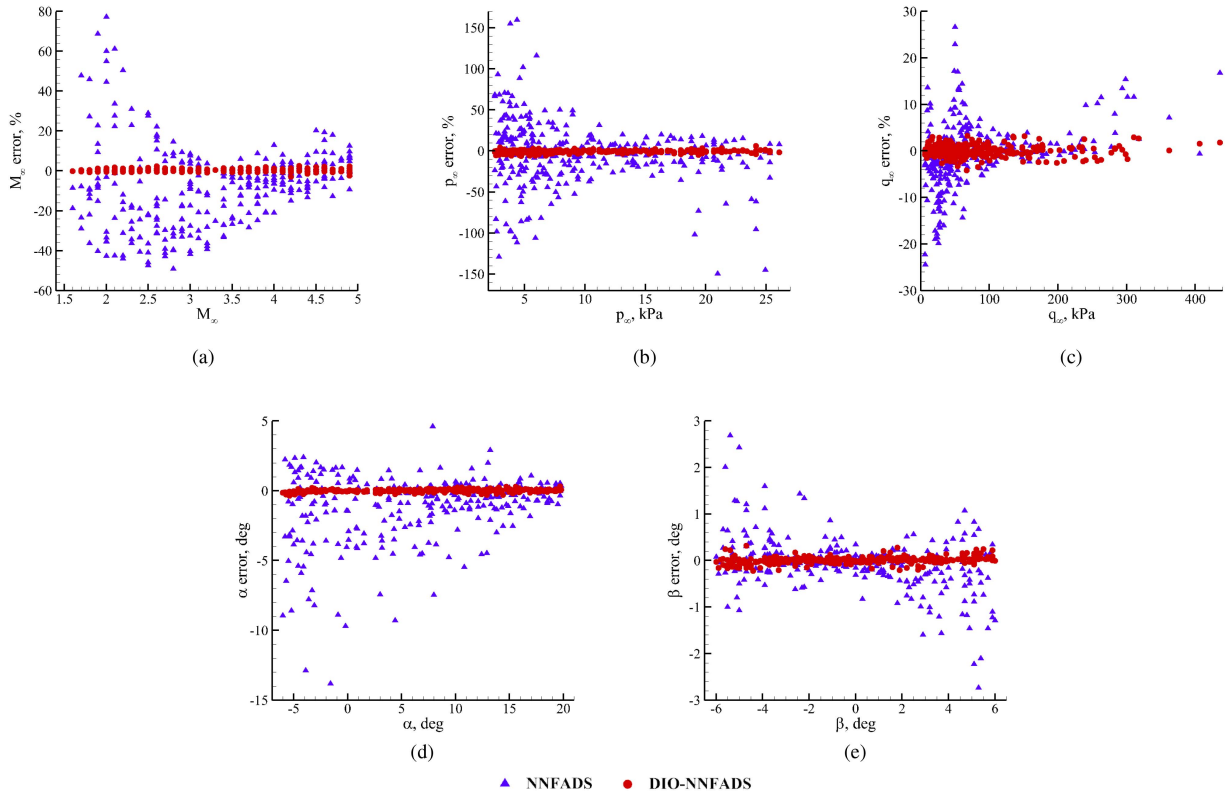 M∞ error, %
80
60
40
20
0
-20
-40
-60
1.5 2 2.5 3 3.5 4 4.5 5
M∞
(a)
p∞ error, %
150
100
50
0
-50
-100
-150
5 10 15 20 25
p∞, kPa
(b)
q∞ error, %
30
20
10
0
-10
-20
-30
0 100 200 300 400
q∞, kPa
(c)
α error, deg
5
0
-5
-10
-15
-5 0 5 10 15 20
α, deg
(d)
β error, deg
3
2
1
0
-1
-2
-3
-6 -4 -2 0 2 4 6
β, deg
(e)
NNFADS DIO-NNFADS